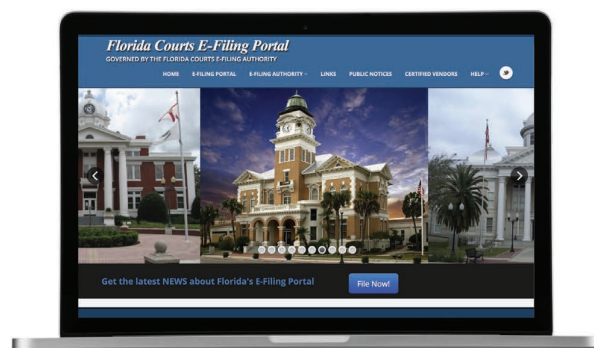 Florida Courts E-Filing Portal
GOVERNED BY THE FLORIDA COURTS E-FILING AUTHORITY
HOME E-FILING PORTAL E-FILING AUTHORITY LINKS PUBLIC NOTICES CERTIFIED VENDORS HELP
Get the latest NEWS about Florida's E-Filing Portal
File Now!